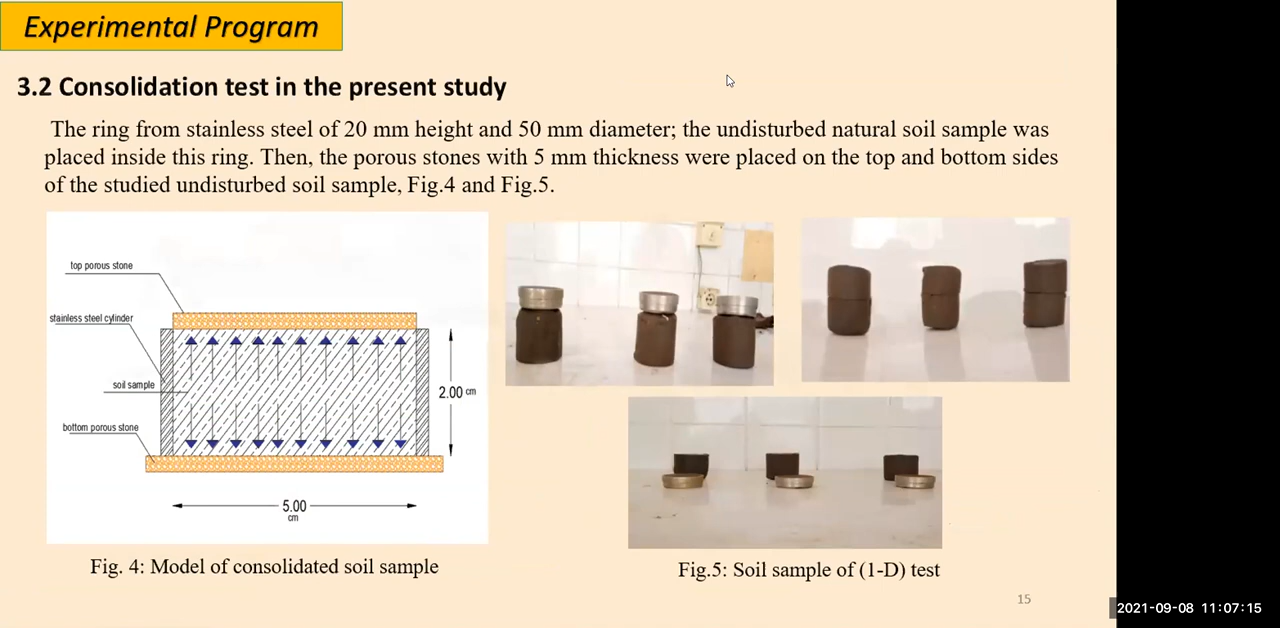 Experimental Program
3.2 Consolidation test in the present study
The ring from stainless steel of 20 mm height and 50 mm diameter; the undisturbed natural soil sample was
placed inside this ring. Then, the porous stones with 5 mm thickness were placed on the top and bottom sides
of the studied undisturbed soil sample, Fig.4 and Fig.5.
top porous stone
stainless steel cylinder
soil sample
bottom porous stone
2.00 cm
5.00
cm
Fig. 4: Model of consolidated soil sample
Fig.5: Soil sample of (1-D) test
15
2021-09-08 11:07:15